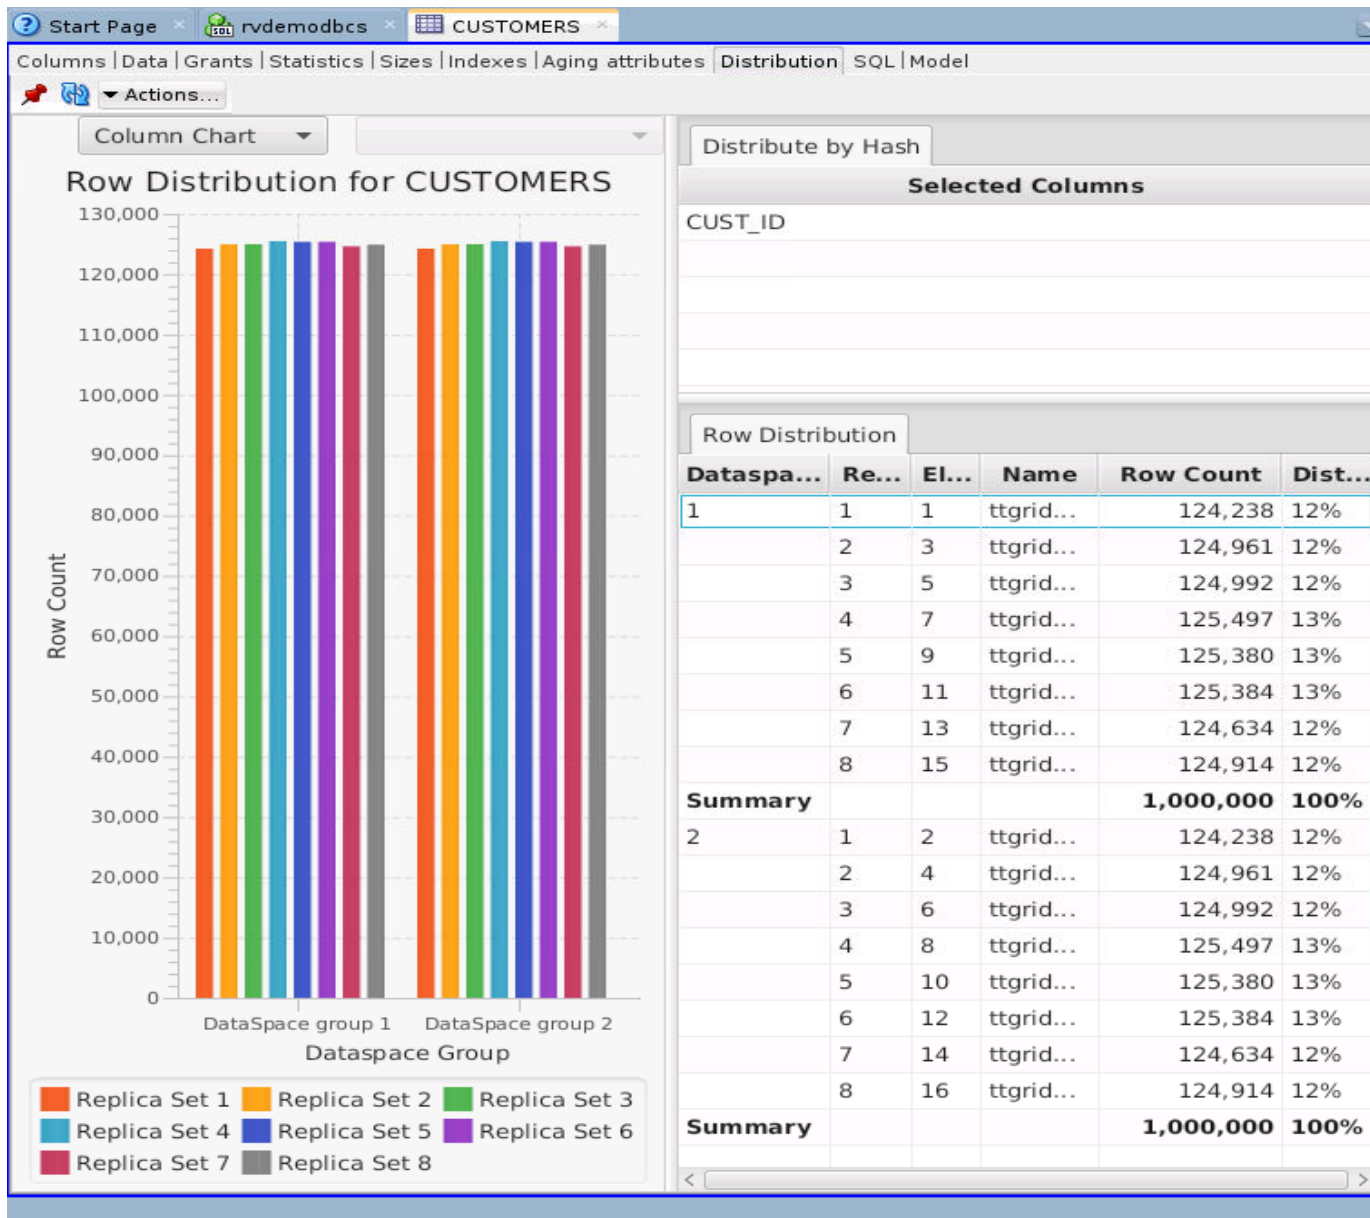 Start Page rvdemodbcs CUSTOMERS
Columns | Data | Grants | Statistics | Sizes | Indexes | Aging attributes Distribution SQL | Model
Actions...
Column Chart
Row Distribution for CUSTOMERS
130,000
120,000
110,000
100,000
90,000
80,000
70,000
60,000
50,000
40,000
30,000
20,000
10,000
0
Row Count
DataSpace group 1 DataSpace group 2
Dataspace Group
Replica Set 1 Replica Set 2 Replica Set 3
Replica Set 4 Replica Set 5 Replica Set 6
Replica Set 7 Replica Set 8
Distribute by Hash
Selected Columns
CUST_ID
Row Distribution
Dataspa... Re... El... Name Row Count Dist...
1 1 1 ttgrid... 124,238 12%
2 3 ttgrid... 124,961 12%
3 5 ttgrid... 124,992 12%
4 7 ttgrid... 125,497 13%
5 9 ttgrid... 125,380 13%
6 11 ttgrid... 125,384 13%
7 13 ttgrid... 124,634 12%
8 15 ttgrid... 124,914 12%
Summary 1,000,000 100%
2 1 2 ttgrid... 124,238 12%
2 4 ttgrid... 124,961 12%
3 6 ttgrid... 124,992 12%
4 8 ttgrid... 125,497 13%
5 10 ttgrid... 125,380 13%
6 12 ttgrid... 125,384 13%
7 14 ttgrid... 124,634 12%
8 16 ttgrid... 124,914 12%
Summary 1,000,000 100%